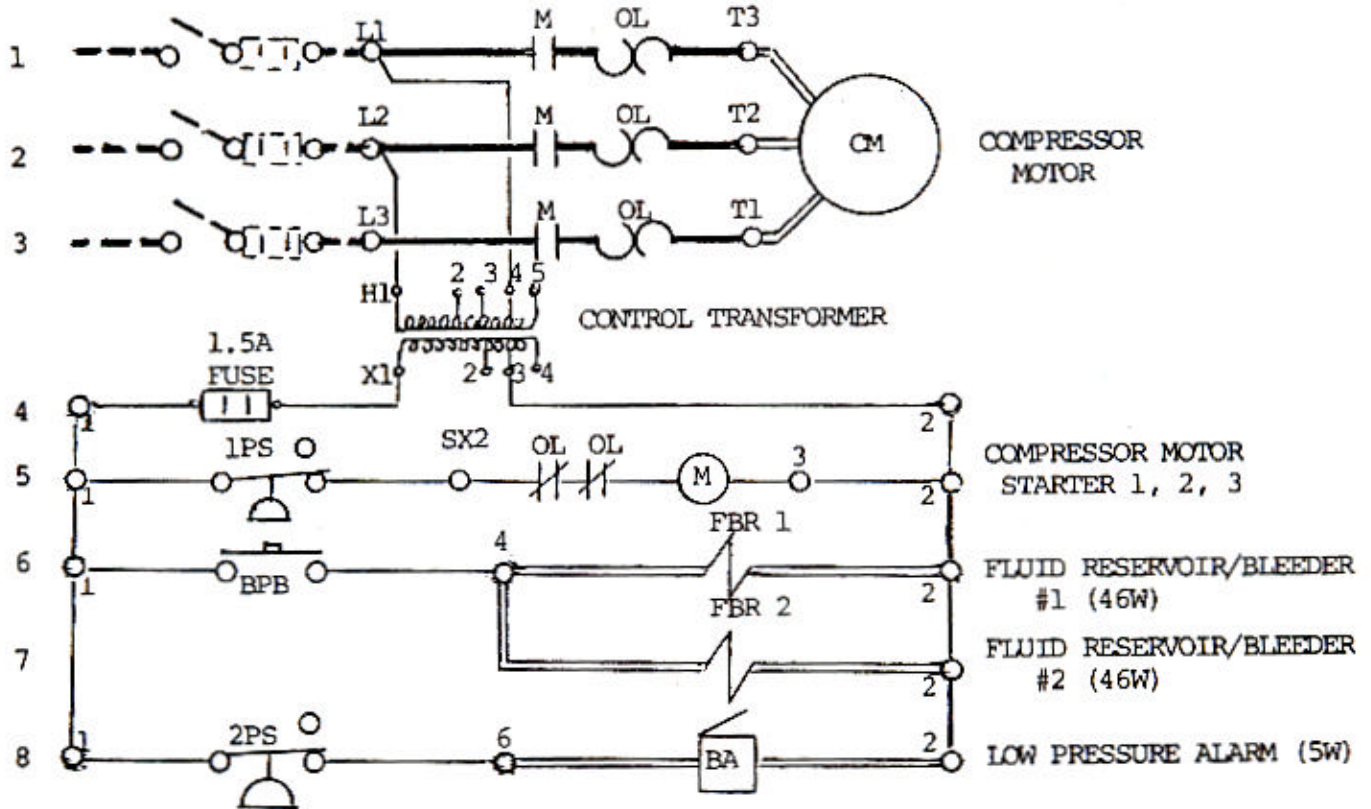 M OL T3
1 L1
COMPRESSOR
MOTOR
M OL T2
2 L2
CM
M OL T1
3 L3
H1 2 3 4 5
CONTROL TRANSFORMER
1.5A
FUSE
X1 2 3 4
4 1 2
1PS SX2 OL OL M 3
5 1 2
COMPRESSOR MOTOR
STARTER 1, 2, 3
FBR 1
6 1 BPB 4 2
FLUID RESERVOIR/BLEEDER
#1 (46W)
FBR 2
7 2
FLUID RESERVOIR/BLEEDER
#2 (46W)
8 1 2PS 6 BA 2
LOW PRESSURE ALARM (5W)